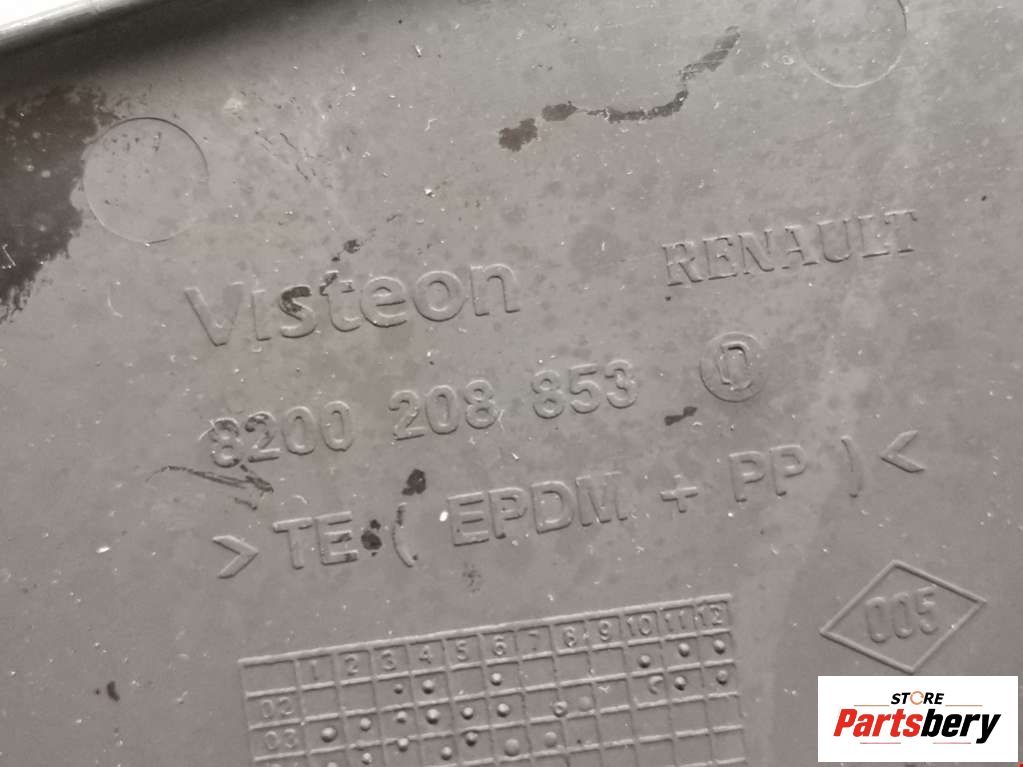 Visteon RENAULT
8200 208 853 D
>TE ( EPDM + PP )<
005
1 2 3 4 5 6 7 8 9 10 11 12
02
03
STORE
Partsbery